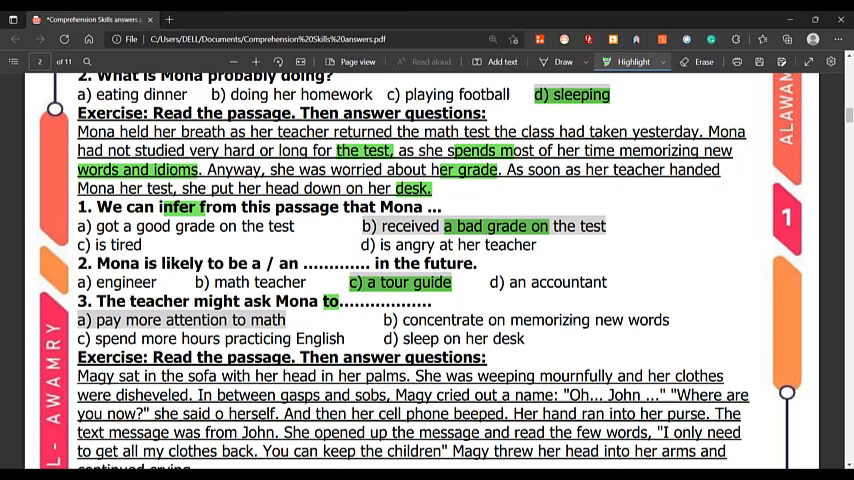 *Comprehension Skills answers.p
File
C:/Users/DELL/Documents/Comprehension%20Skills%20answers.pdf
2 of 11
Page view
Read aloud
Add text
Draw
Highlight
Erase
2. What is Mona probably doing?
a) eating dinner b) doing her homework c) playing football d) sleeping
Exercise: Read the passage. Then answer questions:
Mona held her breath as her teacher returned the math test the class had taken yesterday. Mona
had not studied very hard or long for the test, as she spends most of her time memorizing new
words and idioms. Anyway, she was worried about her grade. As soon as her teacher handed
Mona her test, she put her head down on her desk.
1. We can infer from this passage that Mona ...
a) got a good grade on the test b) received a bad grade on the test
c) is tired d) is angry at her teacher
2. Mona is likely to be a / an ............. in the future.
a) engineer b) math teacher c) a tour guide d) an accountant
3. The teacher might ask Mona to..................
a) pay more attention to math b) concentrate on memorizing new words
c) spend more hours practicing English d) sleep on her desk
Exercise: Read the passage. Then answer questions:
Magy sat in the sofa with her head in her palms. She was weeping mournfully and her clothes
were disheveled. In between gasps and sobs, Magy cried out a name: "Oh... John ..." "Where are
you now?" she said o herself. And then her cell phone beeped. Her hand ran into her purse. The
text message was from John. She opened up the message and read the few words, "I only need
to get all my clothes back. You can keep the children" Magy threw her head into her arms and
continued crying
L- AWAMRY
ALAWAM
1